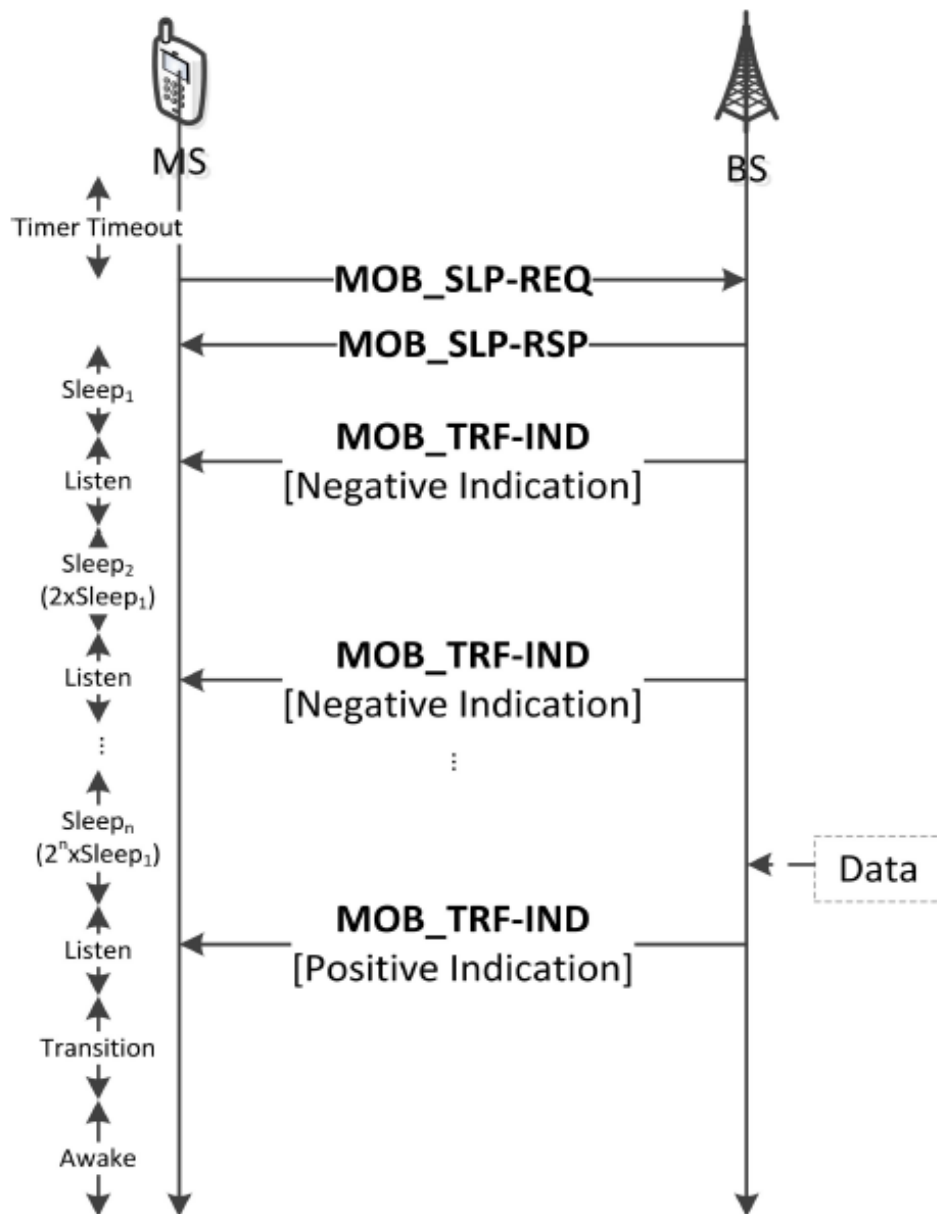 MS
BS
Timer Timeout
MOB_SLP-REQ
MOB_SLP-RSP
Sleep₁
MOB_TRF-IND
Listen
[Negative Indication]
Sleep₂
(2xSleep₁)
MOB_TRF-IND
Listen
[Negative Indication]
⋮
⋮
Sleepₙ
(2ⁿxSleep₁)
Data
MOB_TRF-IND
Listen
[Positive Indication]
Transition
Awake